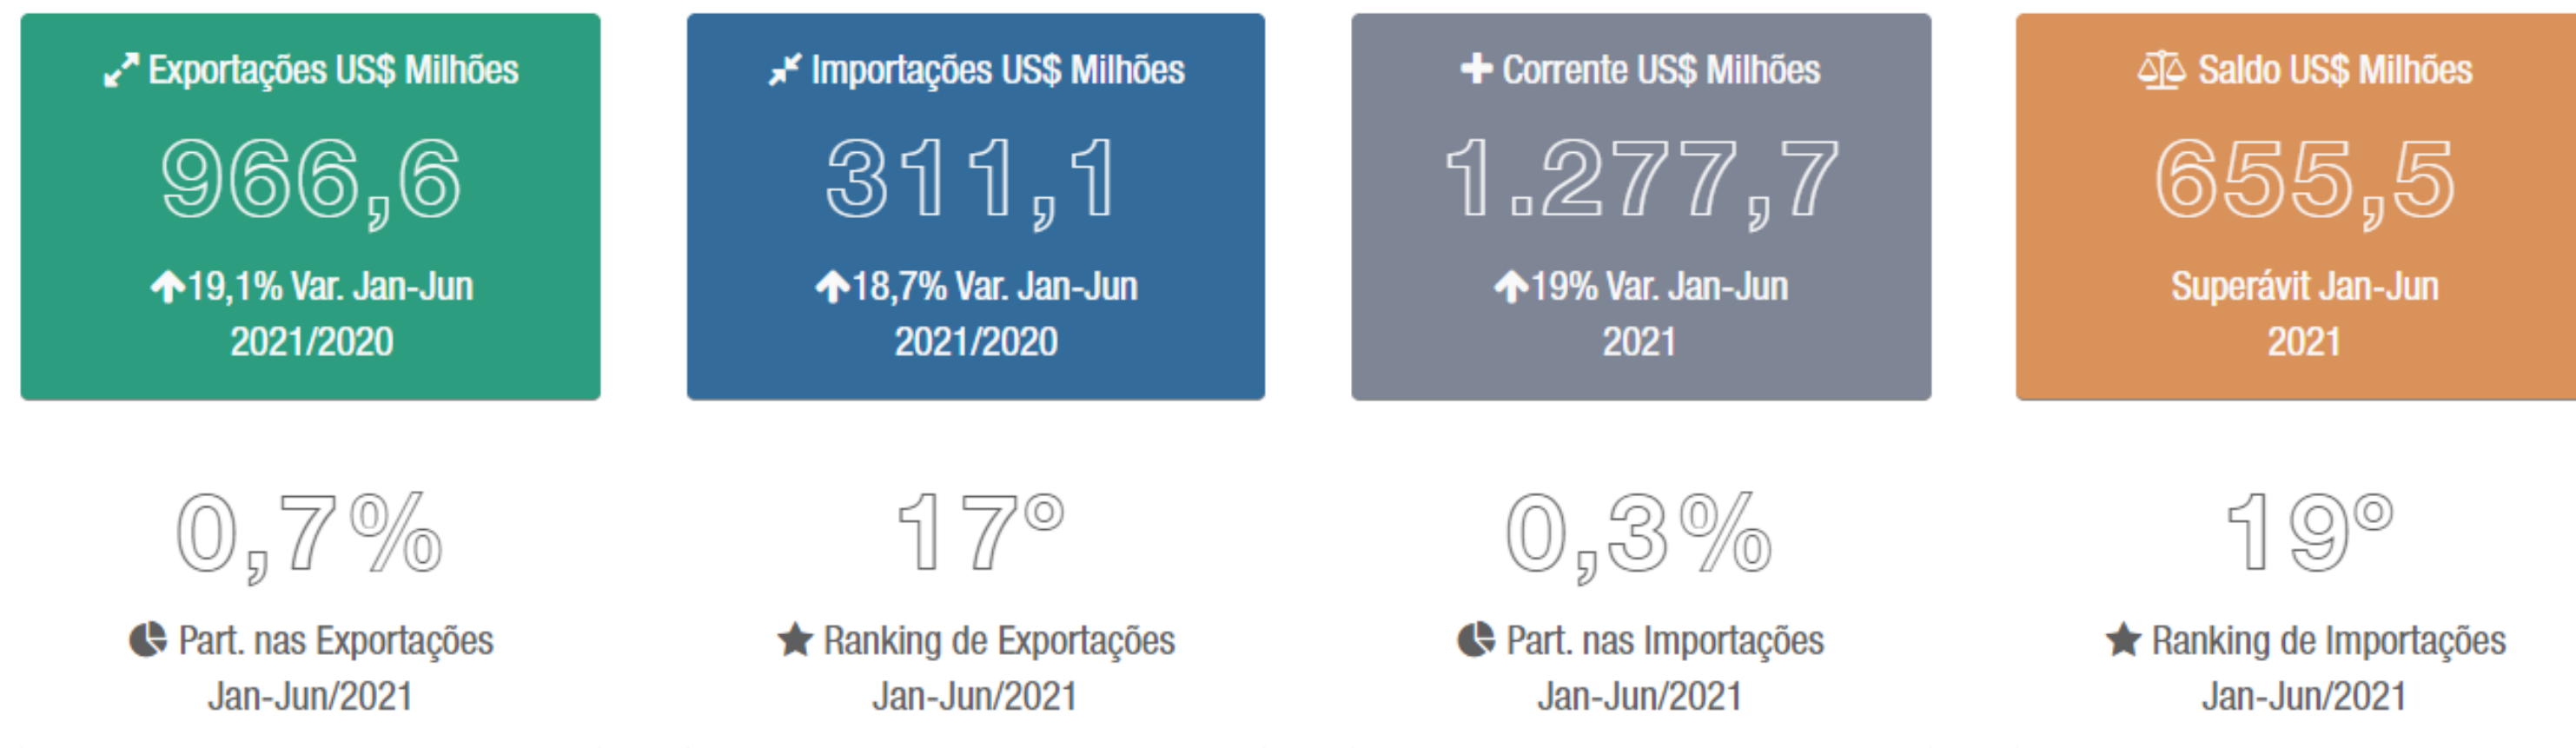 Exportações US$ Milhões
966,6
19,1% Var. Jan-Jun
2021/2020
Importações US$ Milhões
311,1
18,7% Var. Jan-Jun
2021/2020
Corrente US$ Milhões
1.277,7
19% Var. Jan-Jun
2021
Saldo US$ Milhões
655,5
Superávit Jan-Jun
2021
0,7%
Part. nas Exportações
Jan-Jun/2021
17º
Ranking de Exportações
Jan-Jun/2021
0,3%
Part. nas Importações
Jan-Jun/2021
19º
Ranking de Importações
Jan-Jun/2021